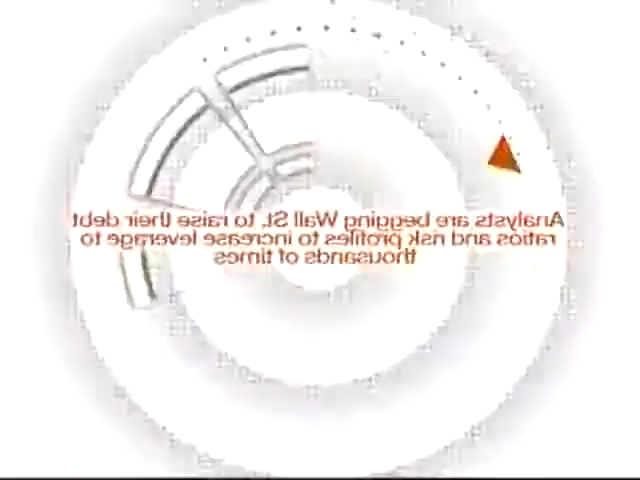 Analysts are begging Wall St. to raise their debt
ratios and risk profiles to increase leverage to
thousands of times